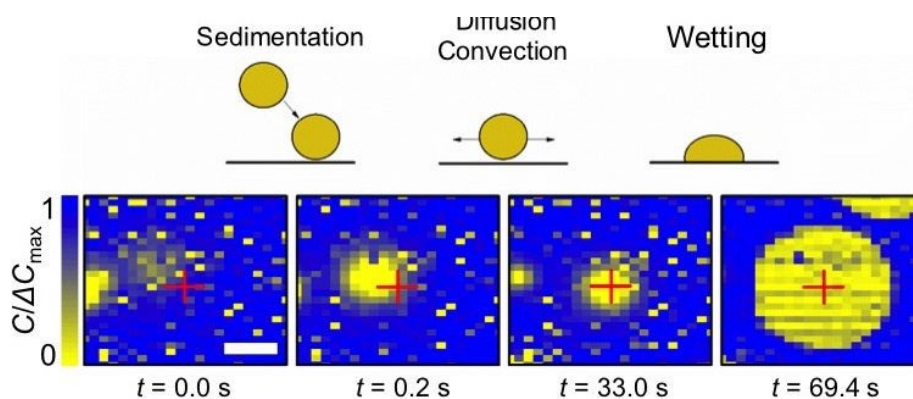 Sedimentation
Diffusion
Convection
Wetting
C/ΔCmax
1
0
t = 0.0 s
t = 0.2 s
t = 33.0 s
t = 69.4 s